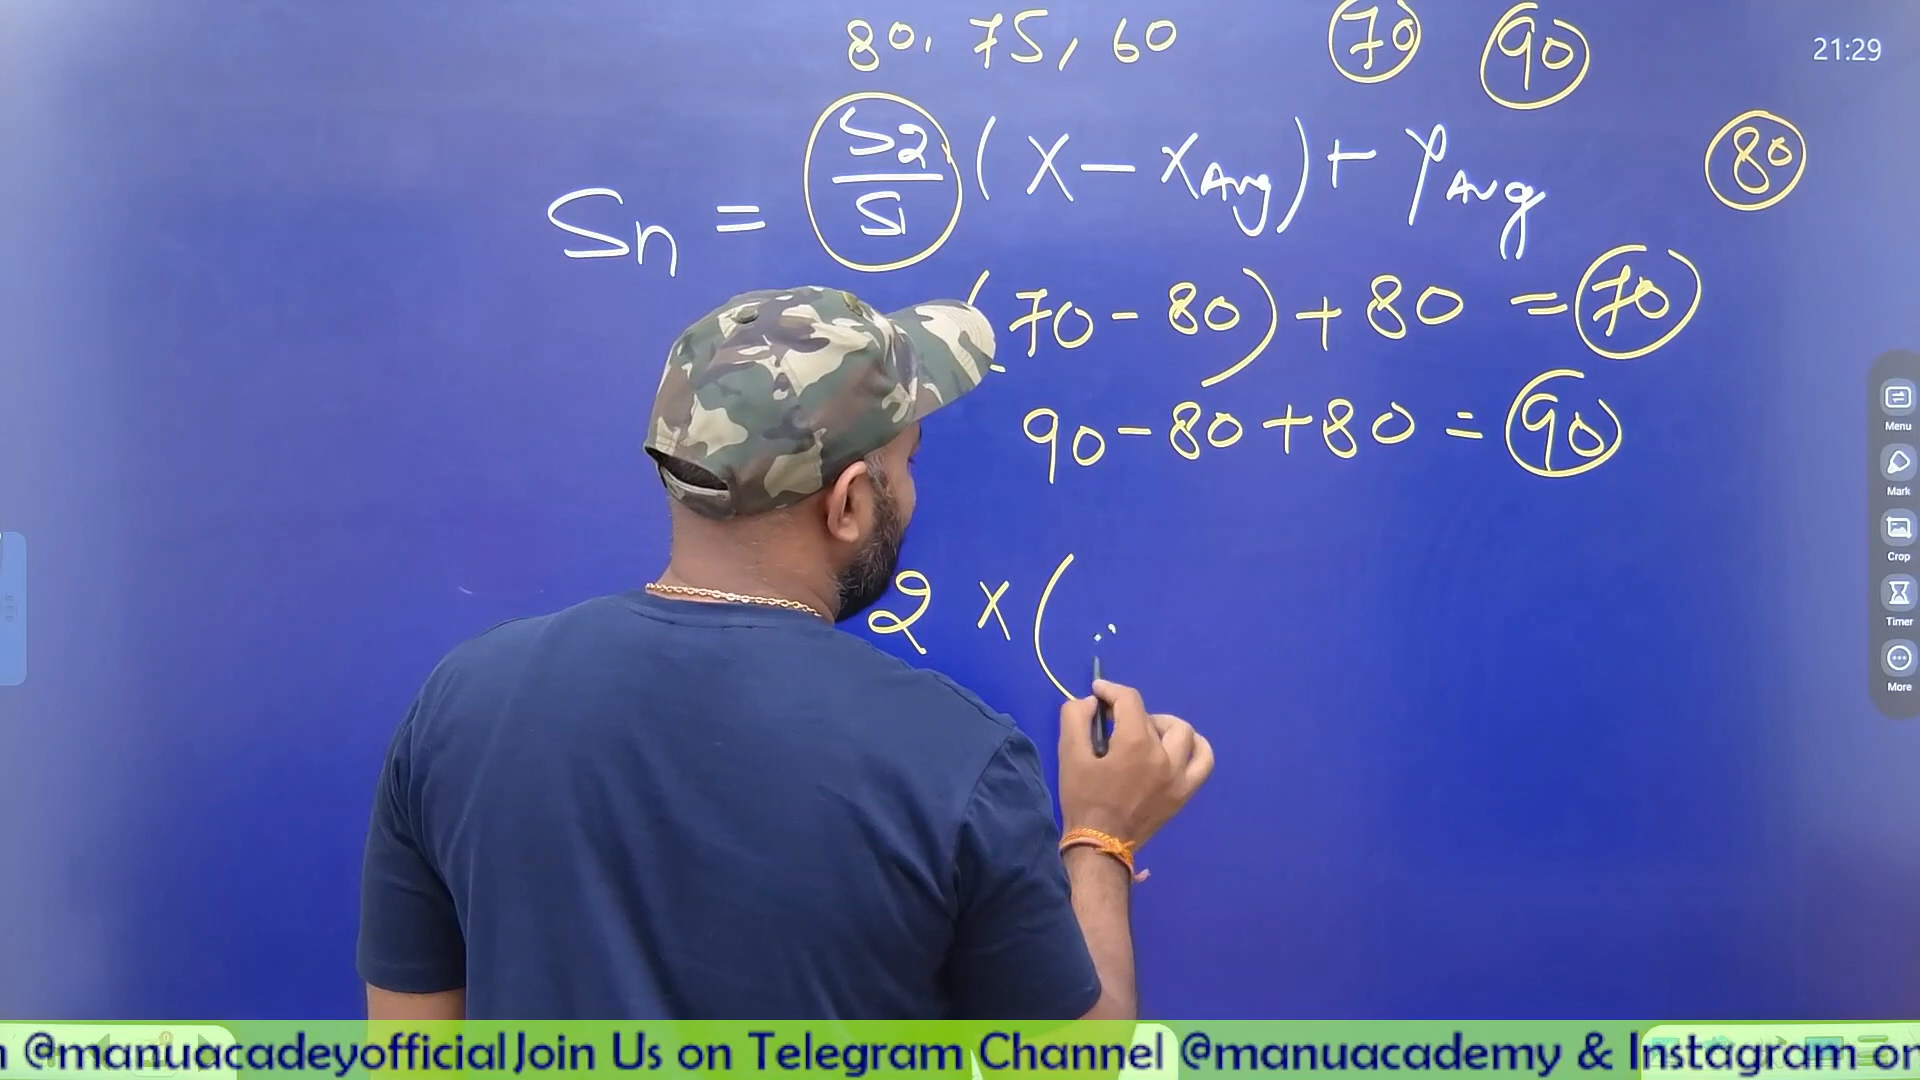 80, 75, 60 70 90
21:29
Sn = S2/S1 (X - XAvg) + YAvg
80
(70 - 80) + 80 = 70
90 - 80 + 80 = 90
2 x (
Menu
Mark
Crop
Timer
More
@manuacadeyofficial Join Us on Telegram Channel @manuacademy & Instagram on